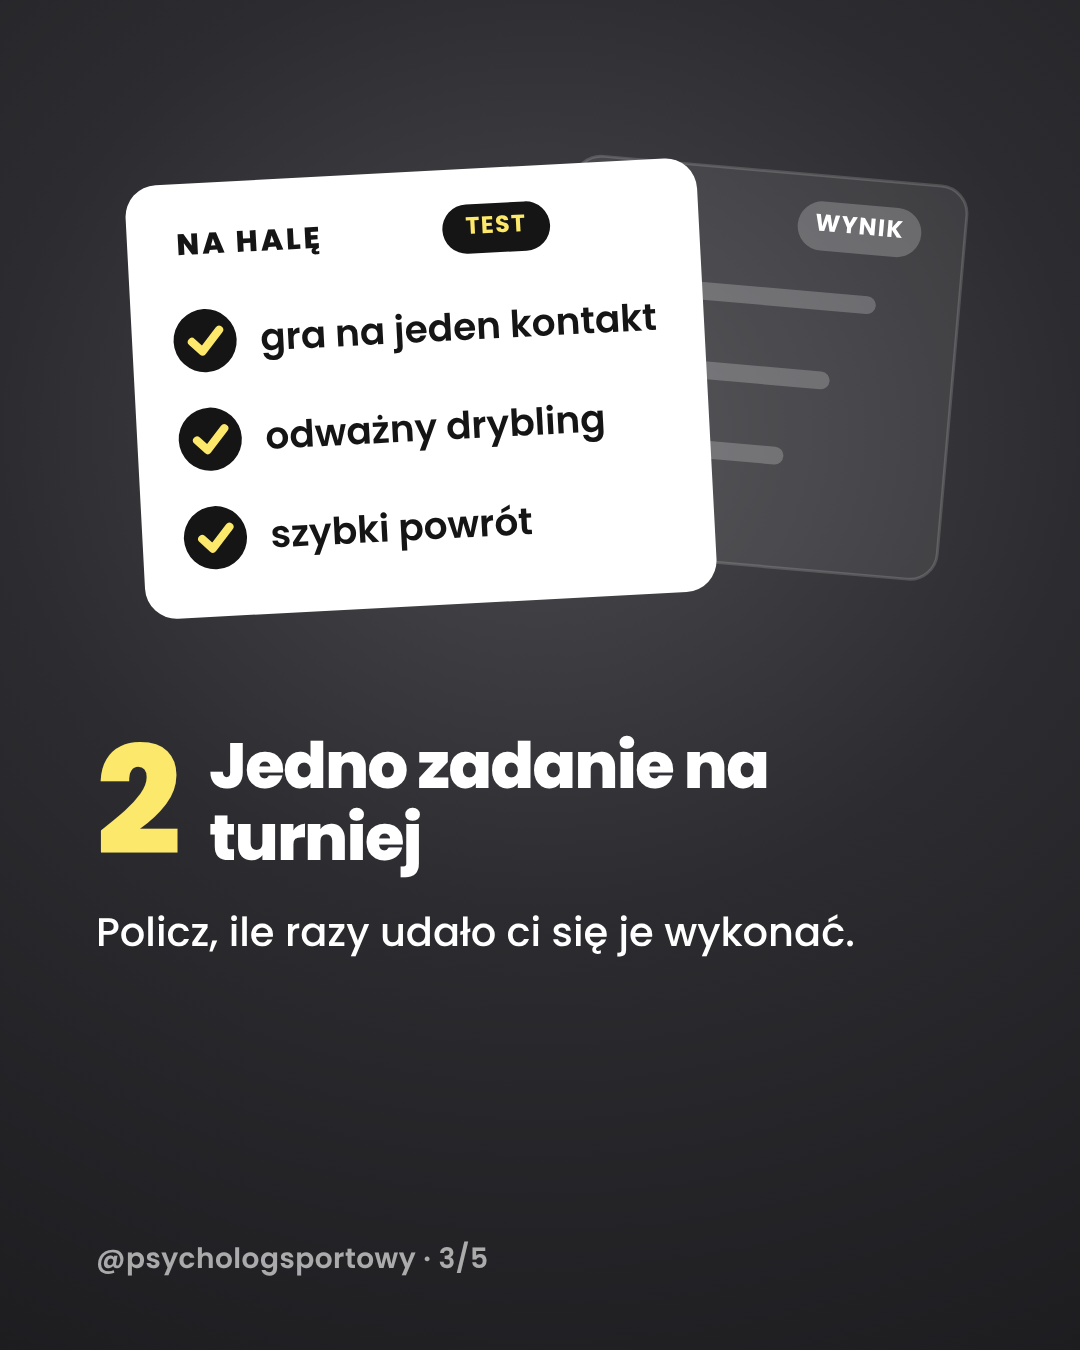 NA HALĘ
TEST
WYNIK
gra na jeden kontakt
odważny drybling
szybki powrót
2
Jedno zadanie na
turniej
Policz, ile razy udało ci się je wykonać.
@psychologsportowy · 3/5